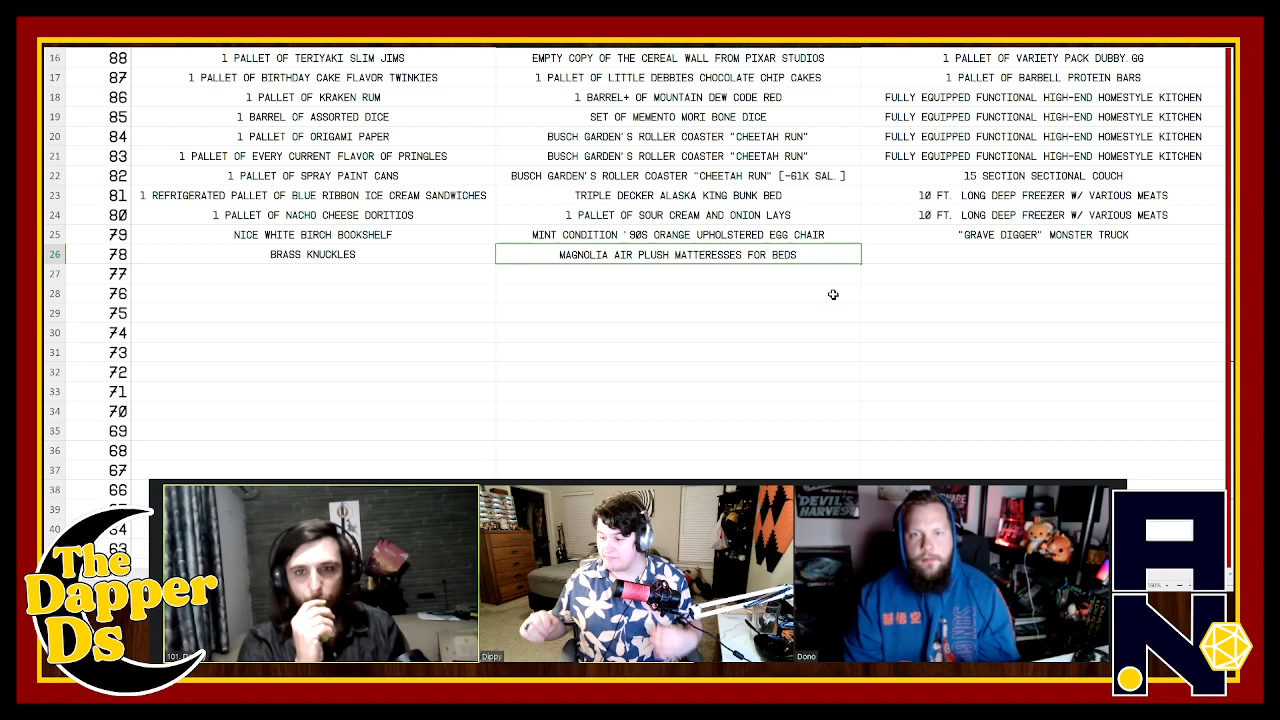 16 88 1 PALLET OF TERIYAKI SLIM JIMS EMPTY COPY OF THE CEREAL WALL FROM PIXAR STUDIOS 1 PALLET OF VARIETY PACK DUBBY.GG
17 87 1 PALLET OF BIRTHDAY CAKE FLAVOR TWINKIES 1 PALLET OF LITTLE DEBBIES CHOCOLATE CHIP CAKES 1 PALLET OF BARBELL PROTEIN BARS
18 86 1 PALLET OF KRAKEN RUM 1 BARREL+ OF MOUNTAIN DEW CODE RED FULLY EQUIPPED FUNCTIONAL HIGH-END HOMESTYLE KITCHEN
19 85 1 BARREL OF ASSORTED DICE SET OF MEMENTO MORI BONE DICE FULLY EQUIPPED FUNCTIONAL HIGH-END HOMESTYLE KITCHEN
20 84 1 PALLET OF ORIGAMI PAPER BUSCH GARDEN'S ROLLER COASTER "CHEETAH RUN" FULLY EQUIPPED FUNCTIONAL HIGH-END HOMESTYLE KITCHEN
21 83 1 PALLET OF EVERY CURRENT FLAVOR OF PRINGLES BUSCH GARDEN'S ROLLER COASTER "CHEETAH RUN" FULLY EQUIPPED FUNCTIONAL HIGH-END HOMESTYLE KITCHEN
22 82 1 PALLET OF SPRAY PAINT CANS BUSCH GARDEN'S ROLLER COASTER "CHEETAH RUN" [-61K SAL.] 15 SECTION SECTIONAL COUCH
23 81 1 REFRIGERATED PALLET OF BLUE RIBBON ICE CREAM SANDWICHES TRIPLE DECKER ALASKA KING BUNK BED 10 FT. LONG DEEP FREEZER W/ VARIOUS MEATS
24 80 1 PALLET OF NACHO CHEESE DORITIOS 1 PALLET OF SOUR CREAM AND ONION LAYS 10 FT. LONG DEEP FREEZER W/ VARIOUS MEATS
25 79 NICE WHITE BIRCH BOOKSHELF MINT CONDITION '90S ORANGE UPHOLSTERED EGG CHAIR "GRAVE DIGGER" MONSTER TRUCK
26 78 BRASS KNUCKLES MAGNOLIA AIR PLUSH MATTERESSES FOR BEDS
27 77
28 76
29 75
30 74
31 73
32 72
33 71
34 70
35 69
36 68
37 67
38 66
39
40 64
63
The
Dapper
Ds
DEVIL'S
HARVEST
101. D
Dippy
Dono
A
N